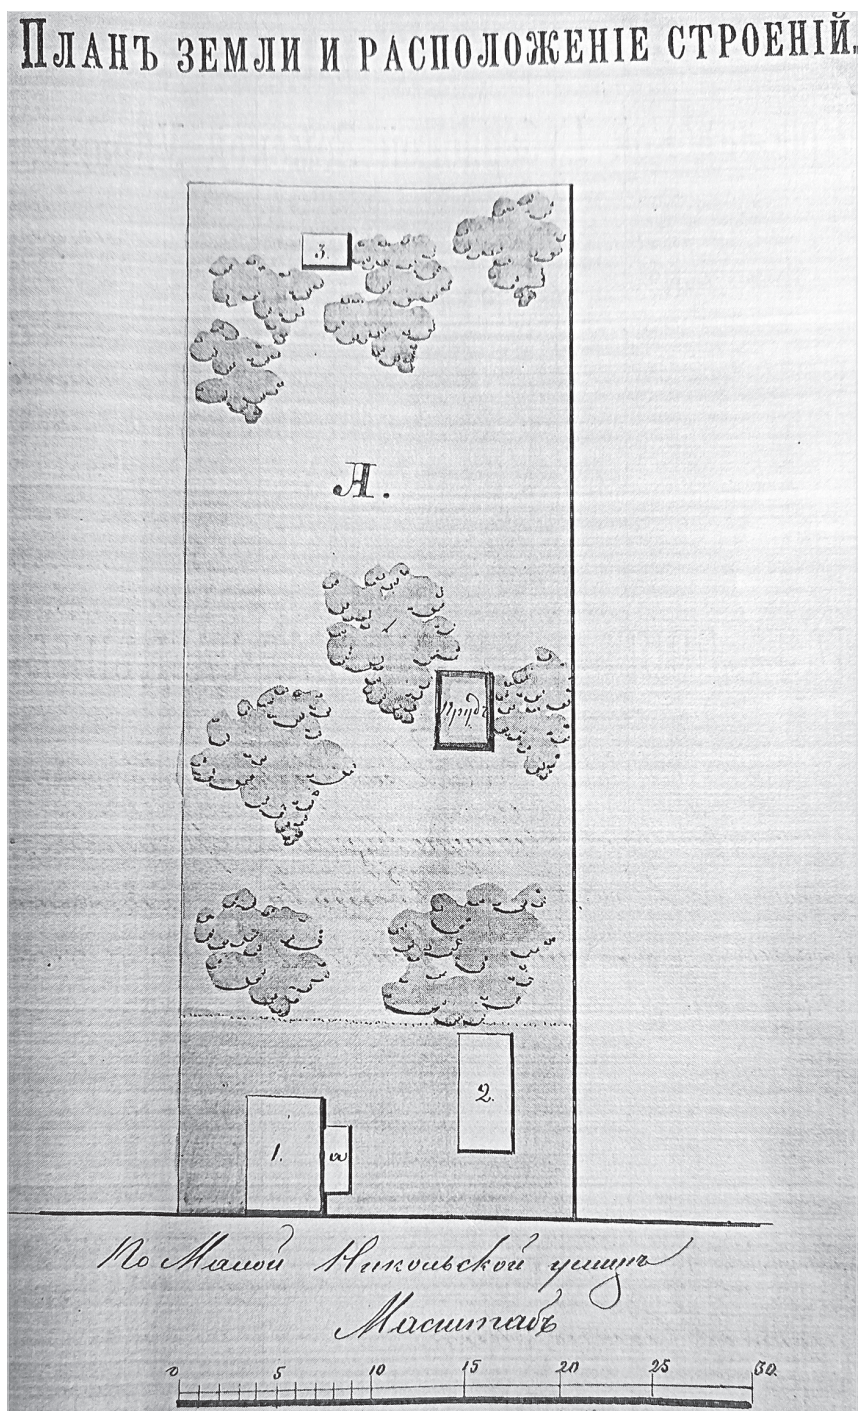 Планъ земли и расположеніе строеній.
3.
А.
Прудъ
2.
1.
а
По Малой Никольской улицѣ
Масштабъ
0 5 10 15 20 25 30.